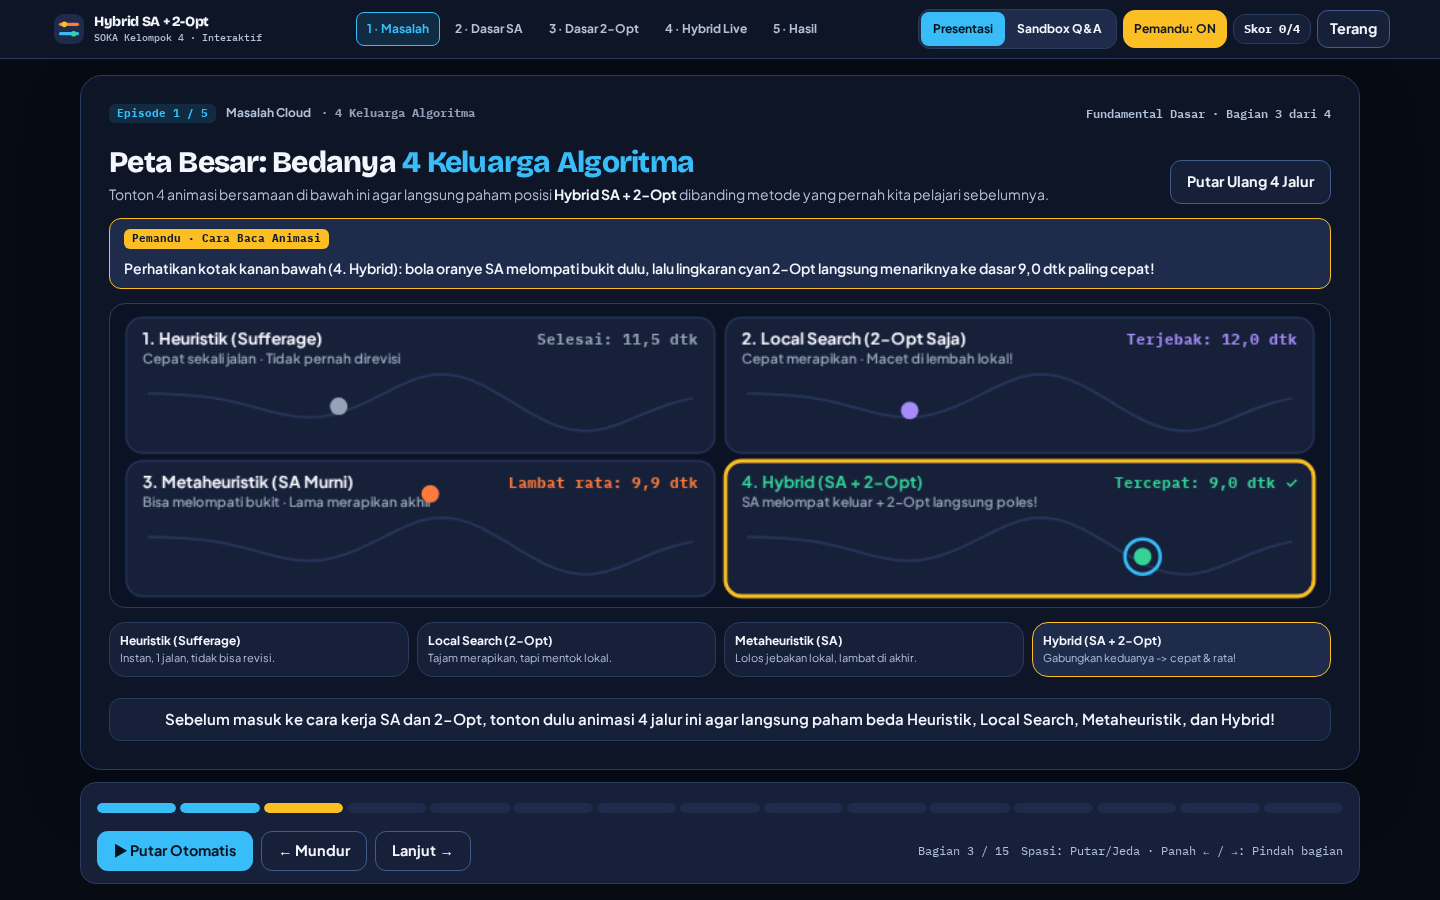 Hybrid SA + 2-Opt
SOKA Kelompok 4 · Interaktif
1 · Masalah
2 · Dasar SA
3 · Dasar 2-Opt
4 · Hybrid Live
5 · Hasil
Presentasi
Sandbox Q&A
Pemandu: ON
Skor 0/4
Terang
Episode 1 / 5
Masalah Cloud
· 4 Keluarga Algoritma
Fundamental Dasar · Bagian 3 dari 4
Peta Besar: Bedanya 4 Keluarga Algoritma
Tonton 4 animasi bersamaan di bawah ini agar langsung paham posisi Hybrid SA + 2-Opt dibanding metode yang pernah kita pelajari sebelumnya.
Putar Ulang 4 Jalur
Pemandu · Cara Baca Animasi
Perhatikan kotak kanan bawah (4. Hybrid): bola oranye SA melompati bukit dulu, lalu lingkaran cyan 2-Opt langsung menariknya ke dasar 9,0 dtk paling cepat!
1. Heuristik (Sufferage)
Selesai: 11,5 dtk
Cepat sekali jalan · Tidak pernah direvisi
2. Local Search (2-Opt Saja)
Terjebak: 12,0 dtk
Cepat merapikan · Macet di lembah lokal!
3. Metaheuristik (SA Murni)
Lambat rata: 9,9 dtk
Bisa melompati bukit · Lama merapikan akhir
4. Hybrid (SA + 2-Opt)
Tercepat: 9,0 dtk ✓
SA melompat keluar + 2-Opt langsung poles!
Heuristik (Sufferage)
Instan, 1 jalan, tidak bisa revisi.
Local Search (2-Opt)
Tajam merapikan, tapi mentok lokal.
Metaheuristik (SA)
Lolos jebakan lokal, lambat di akhir.
Hybrid (SA + 2-Opt)
Gabungkan keduanya -> cepat & rata!
Sebelum masuk ke cara kerja SA dan 2-Opt, tonton dulu animasi 4 jalur ini agar langsung paham beda Heuristik, Local Search, Metaheuristik, dan Hybrid!
▶ Putar Otomatis
← Mundur
Lanjut →
Bagian 3 / 15
Spasi: Putar/Jeda · Panah ← / →: Pindah bagian